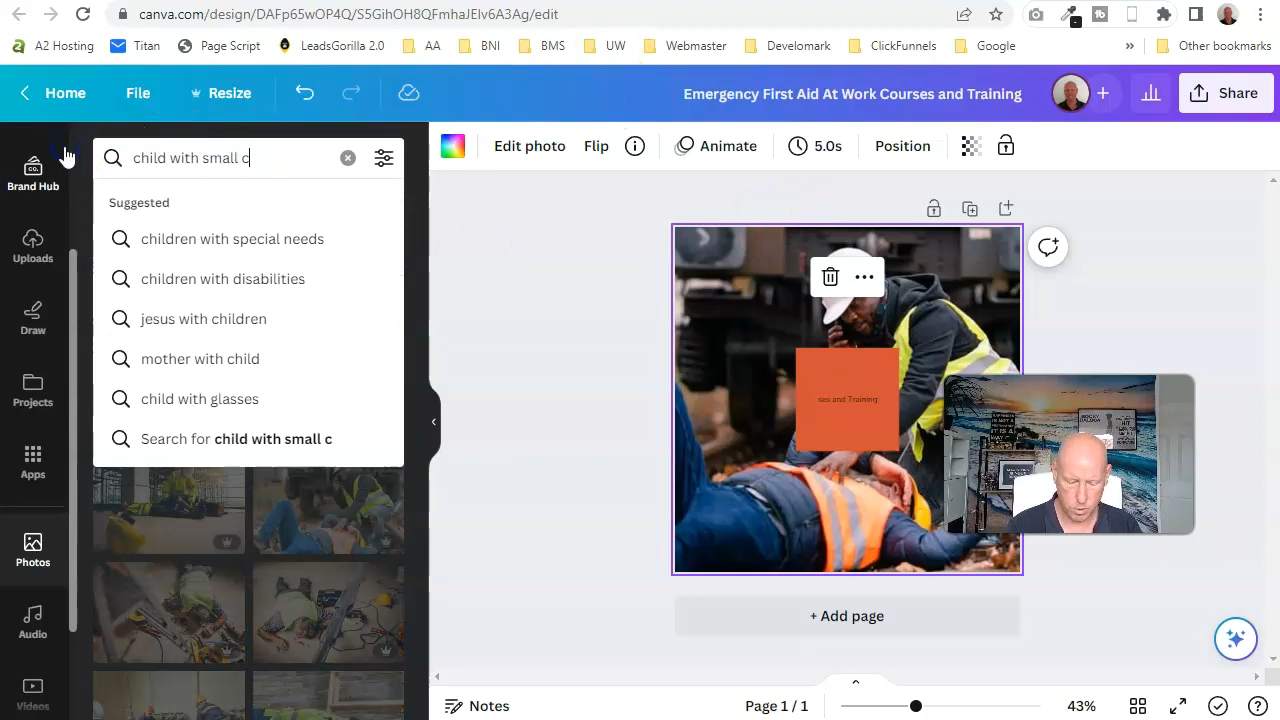 canva.com/design/DAFp65wOP4Q/S5GihOH8QFmhaJElv6A3Ag/edit
A2 Hosting Titan Page Script LeadsGorilla 2.0 AA BNI BMS UW Webmaster Develomark ClickFunnels Google » Other bookmarks
Home File Resize Emergency First Aid At Work Courses and Training + Share
child with small c
Edit photo Flip Animate 5.0s Position
Suggested
children with special needs
children with disabilities
jesus with children
mother with child
child with glasses
Search for child with small c
CO.
Brand Hub
Uploads
Draw
Projects
Apps
Photos
Audio
Videos
ses and Training
+ Add page
Notes Page 1 / 1 43%